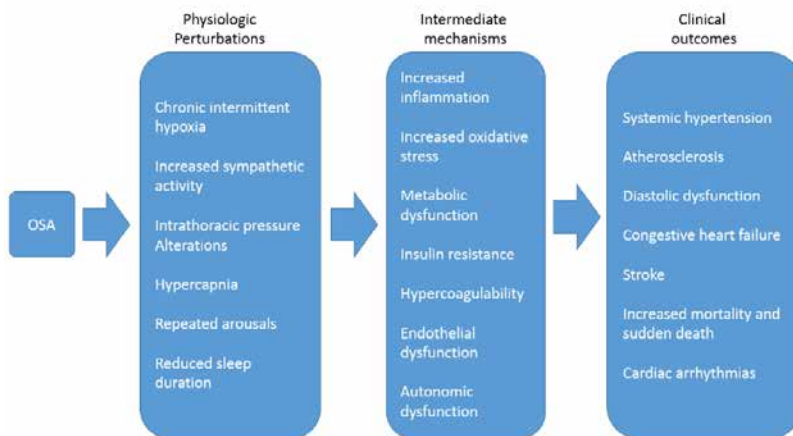 Physiologic
Perturbations
Intermediate
mechanisms
Clinical
outcomes
OSA
Chronic intermittent
hypoxia
Increased sympathetic
activity
Intrathoracic pressure
Alterations
Hypercapnia
Repeated arousals
Reduced sleep
duration
Increased
inflammation
Increased oxidative
stress
Metabolic
dysfunction
Insulin resistance
Hypercoagulability
Endothelial
dysfunction
Autonomic
dysfunction
Systemic hypertension
Atherosclerosis
Diastolic dysfunction
Congestive heart failure
Stroke
Increased mortality and
sudden death
Cardiac arrhythmias